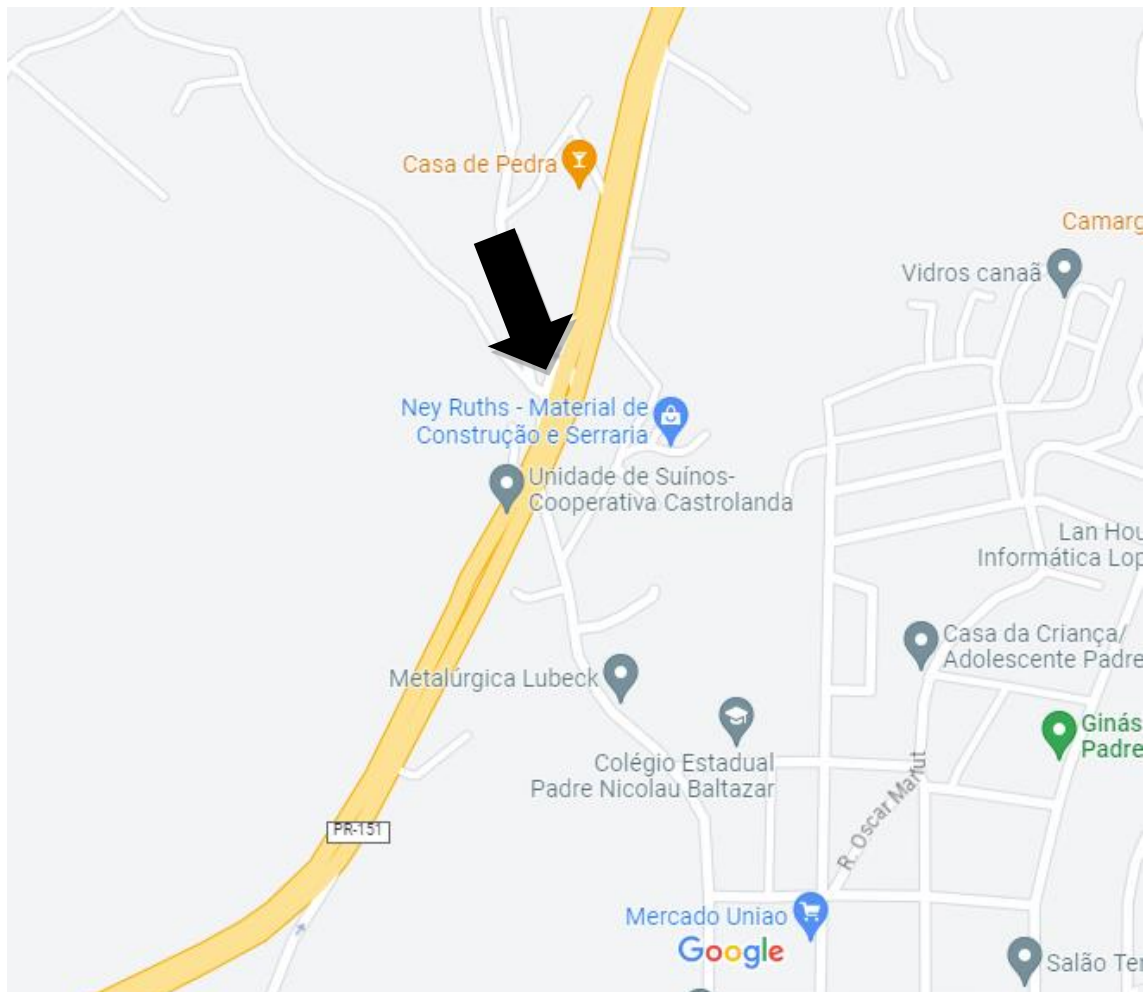 Casa de Pedra
Camarg
Vidros canaã
Ney Ruths - Material de
Construção e Serraria
Unidade de Suínos-
Cooperativa Castrolanda
Lan Hou
Informática Lop
Casa da Criança/
Adolescente Padre
Metalúrgica Lubeck
Ginás
Padre
Colégio Estadual
Padre Nicolau Baltazar
PR-151
R. Oscar Mariut
Mercado Uniao
Google
Salão Ter